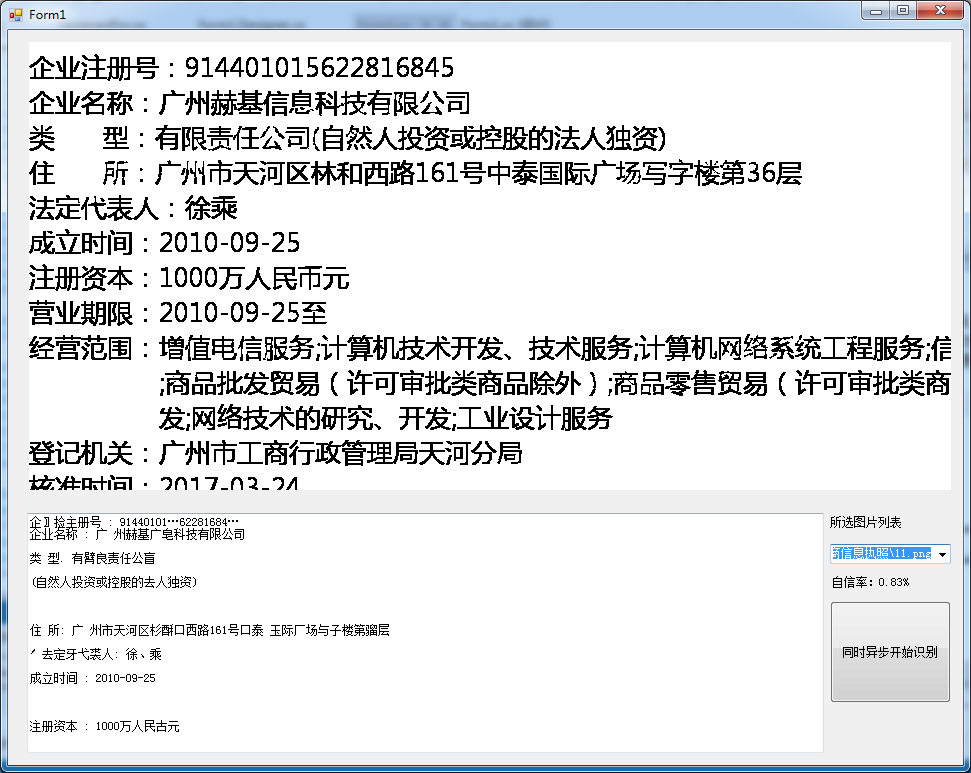 Form1
企业注册号：914401015622816845
企业名称：广州赫基信息科技有限公司
类　　型：有限责任公司(自然人投资或控股的法人独资)
住　　所：广州市天河区林和西路161号中泰国际广场写字楼第36层
法定代表人：徐乘
成立时间：2010-09-25
注册资本：1000万人民币元
营业期限：2010-09-25至
经营范围：增值电信服务;计算机技术开发、技术服务;计算机网络系统工程服务;信
;商品批发贸易（许可审批类商品除外）;商品零售贸易（许可审批类商
发;网络技术的研究、开发;工业设计服务
登记机关：广州市工商行政管理局天河分局
核准时间：2017-03-24
企〗捡主册号 : 91440101…62281684…
企业名称 : 广 州赫基广皂科技有限公司
类 型. 有臂良责任公盲
(自然人投资或控股的去人独资)
住 所: 广 州市天河区杉酥口西路161号口泰 玉际厂场与子楼第骝层
′ 去定牙弋装人: 徐、乘
成立时间 : 2010-09-25
注册资本 : 1000万人民古元
所选图片列表
信息执照\11.png
自信率: 0.83%
同时异步开始识别